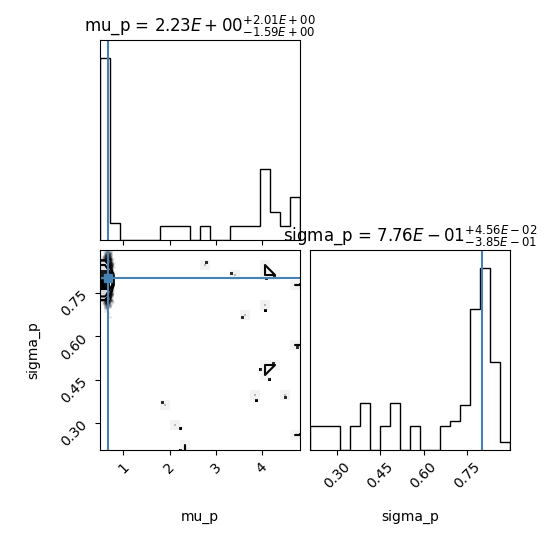 mu_p = 2.23E + 00+2.01E + 00
−1.59E + 00
sigma_p = 7.76E − 01+4.56E − 02
−3.85E − 01
0.75
0.60
0.45
0.30
sigma_p
1 2 3 4
mu_p
0.30 0.45 0.60 0.75
sigma_p